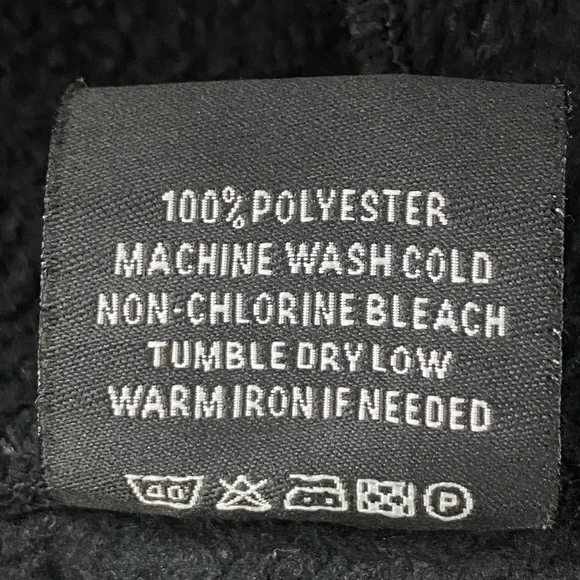 100% POLYESTER
MACHINE WASH COLD
NON-CHLORINE BLEACH
TUMBLE DRY LOW
WARM IRON IF NEEDED
P